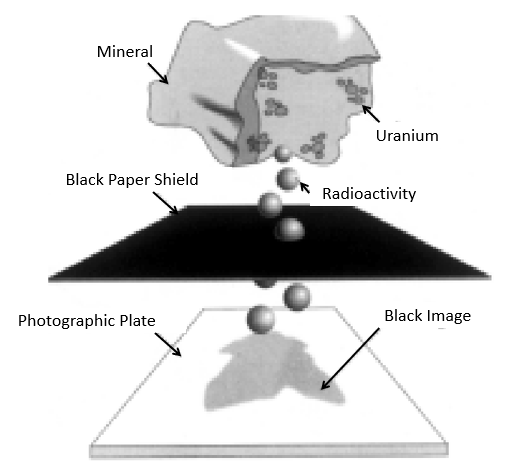 Mineral
Uranium
Black Paper Shield
Radioactivity
Photographic Plate
Black Image